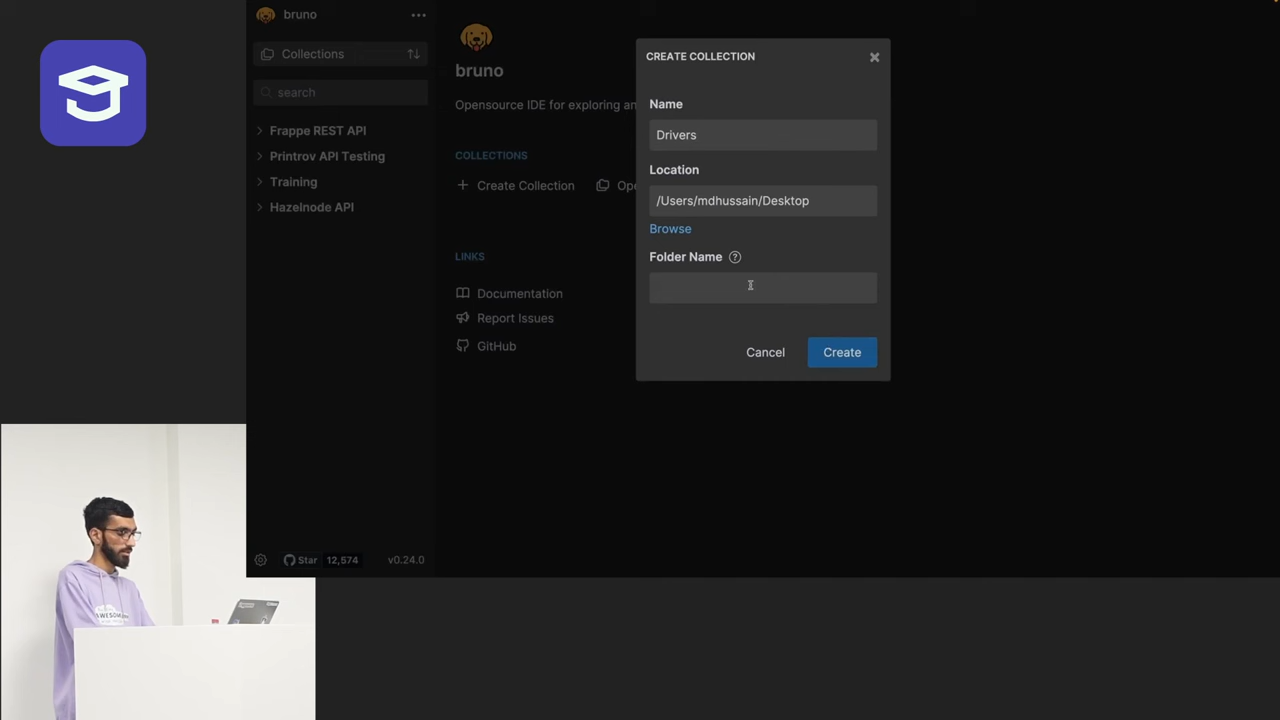 bruno
Collections
search
Frappe REST API
Printrov API Testing
Training
Hazelnode API
Star 12,574
v0.24.0
bruno
Opensource IDE for exploring an
COLLECTIONS
Create Collection
Ope
LINKS
Documentation
Report Issues
GitHub
CREATE COLLECTION
Name
Drivers
Location
/Users/mdhussain/Desktop
Browse
Folder Name
Cancel
Create
AWESOME